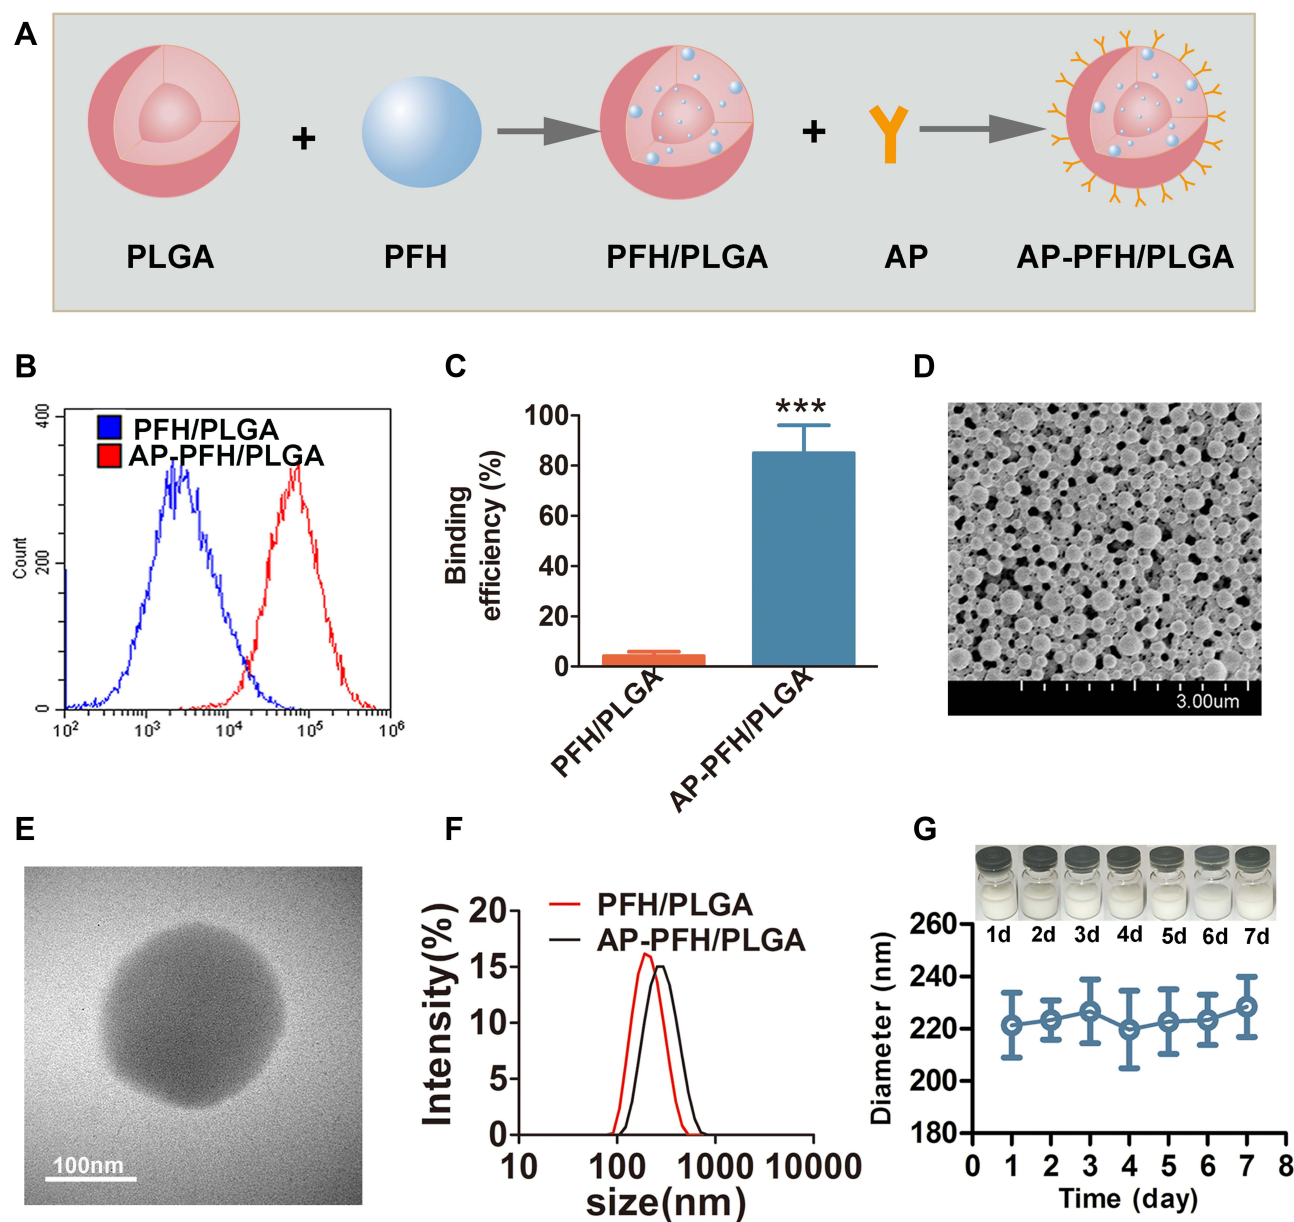 A
+
+
PLGA
PFH
PFH/PLGA
AP
AP-PFH/PLGA
B
PFH/PLGA
AP-PFH/PLGA
400
200
0
Count
10²
10³
10⁴
10⁵
10⁶
C
***
100
80
60
40
20
0
Binding
efficiency (%)
PFH/PLGA
AP-PFH/PLGA
D
3.00um
E
100nm
F
PFH/PLGA
AP-PFH/PLGA
20
15
10
5
0
Intensity(%)
10
100
1000
10000
size(nm)
G
1d
2d
3d
4d
5d
6d
7d
260
240
220
200
180
Diameter (nm)
0
1
2
3
4
5
6
7
8
Time (day)